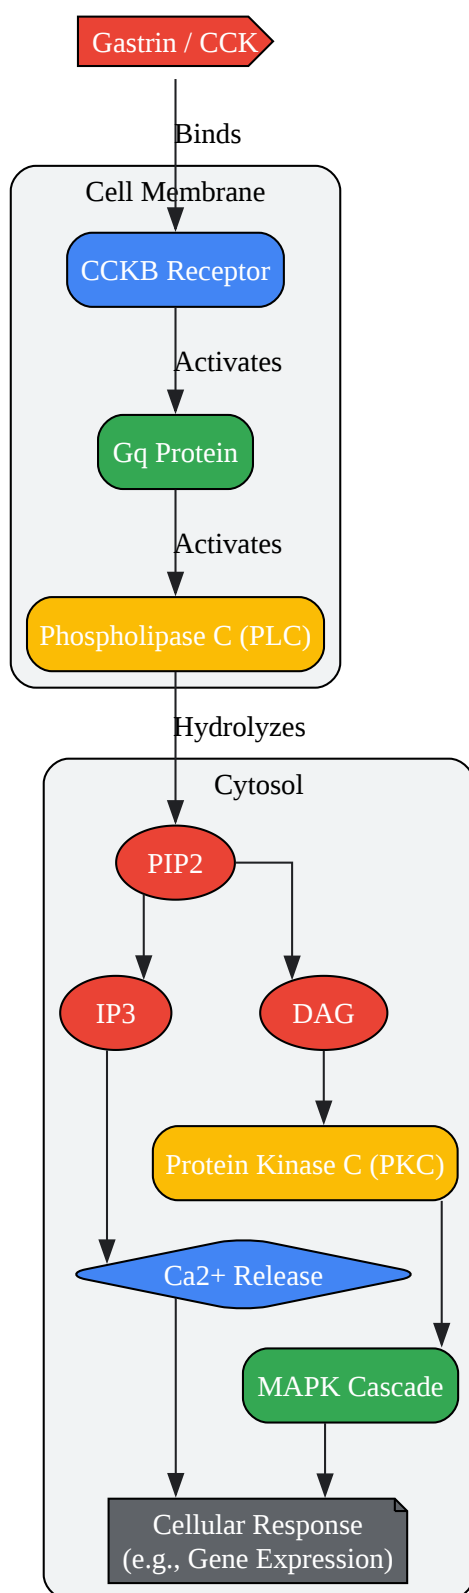 Gastrin / CCK
Binds
Cell Membrane
CCKB Receptor
Activates
Gq Protein
Activates
Phospholipase C (PLC)
Hydrolyzes
Cytosol
PIP2
IP3
DAG
Protein Kinase C (PKC)
Ca2+ Release
MAPK Cascade
Cellular Response
(e.g., Gene Expression)